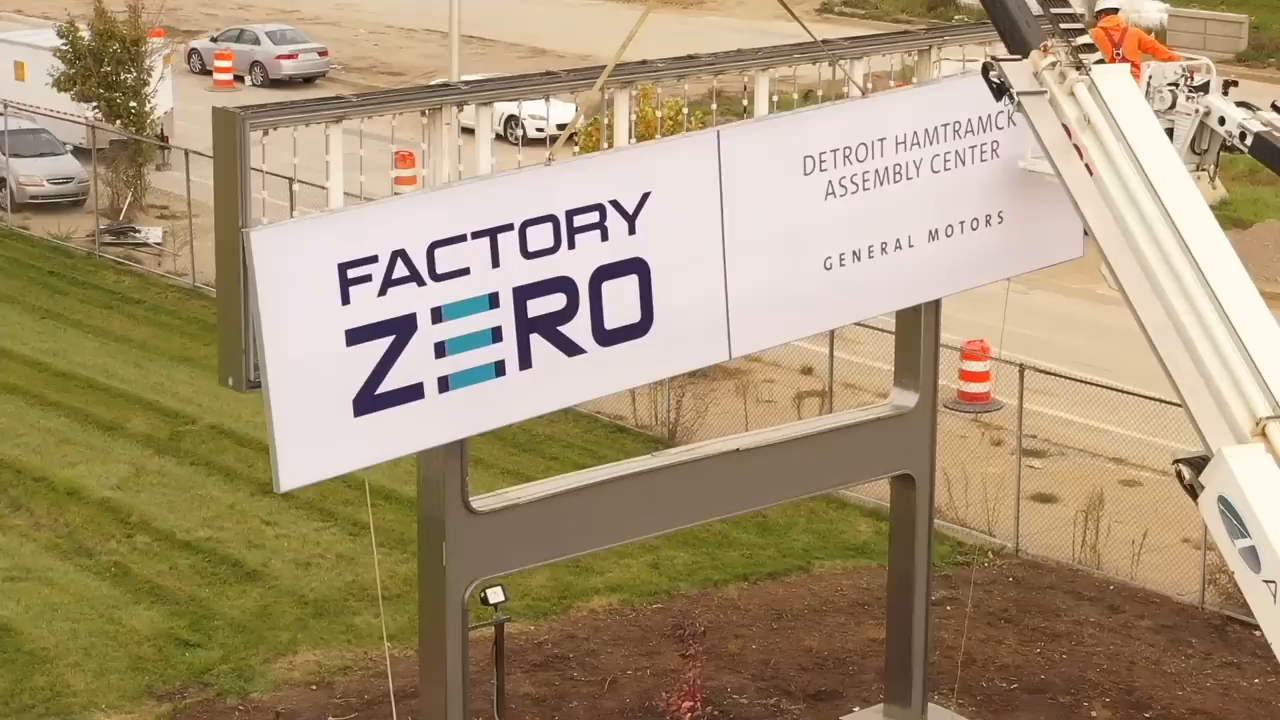 FACTORY
ZERO
DETROIT HAMTRAMCK
ASSEMBLY CENTER
GENERAL MOTORS